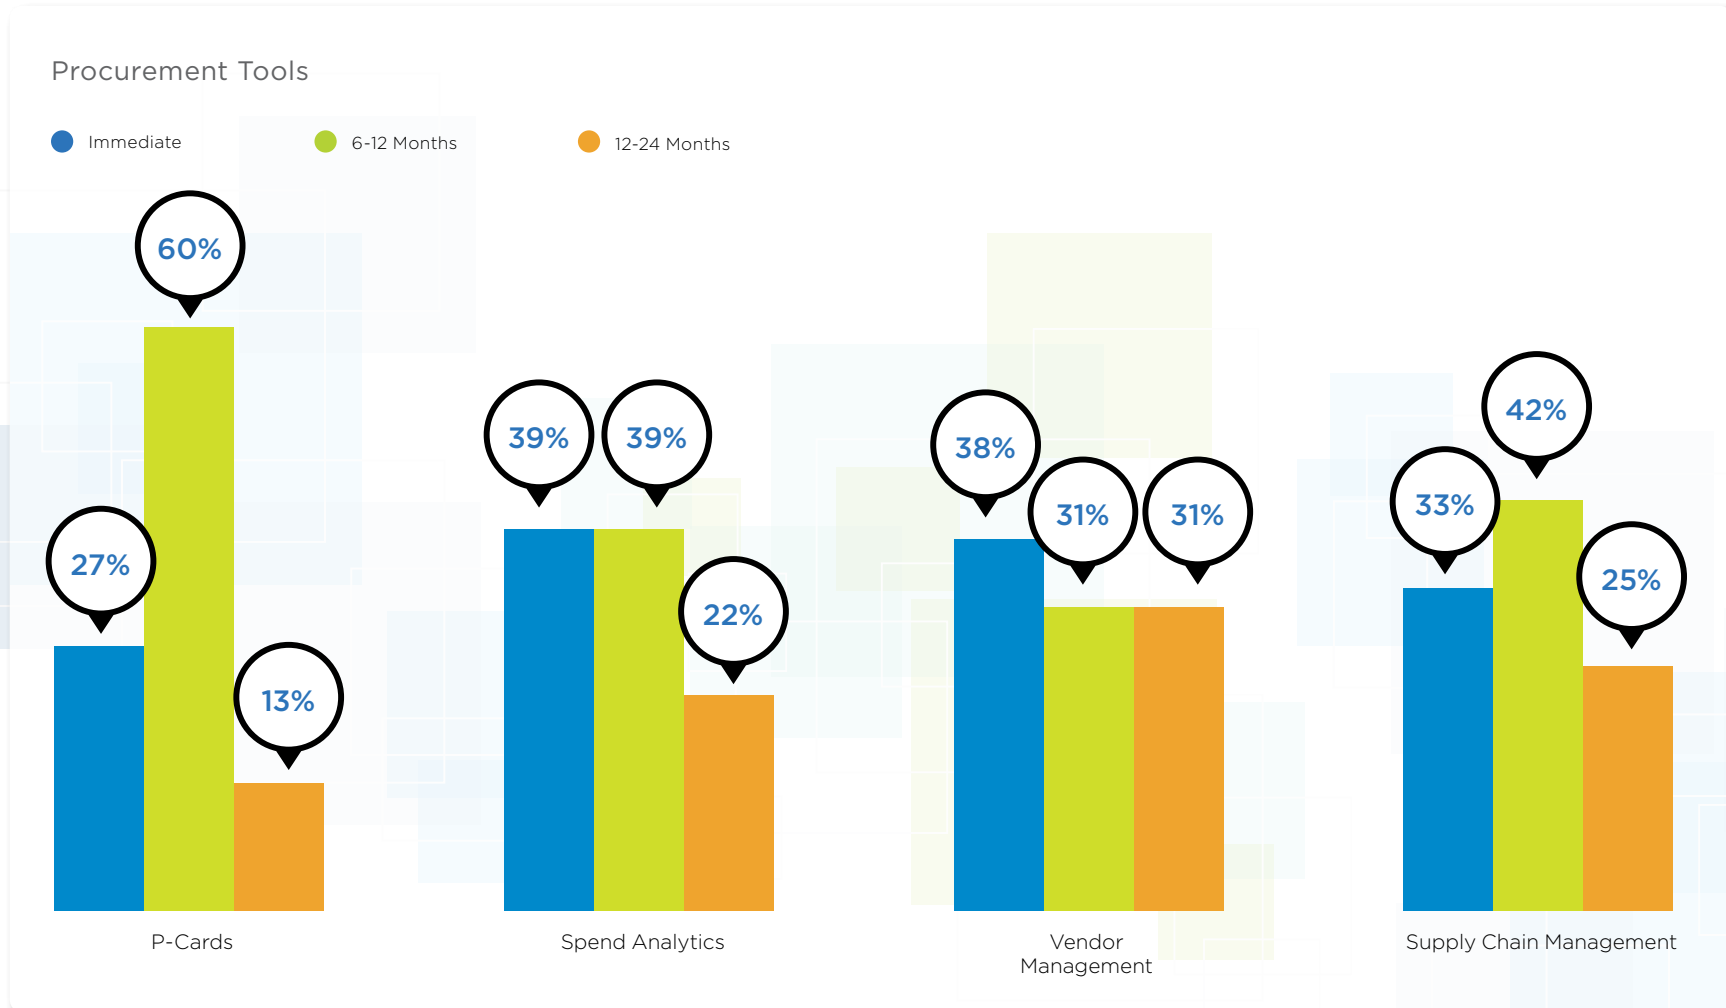 Procurement Tools
Immediate
6-12 Months
12-24 Months
27%
60%
13%
39%
39%
22%
38%
31%
31%
33%
42%
25%
P-Cards
Spend Analytics
Vendor
Management
Supply Chain Management